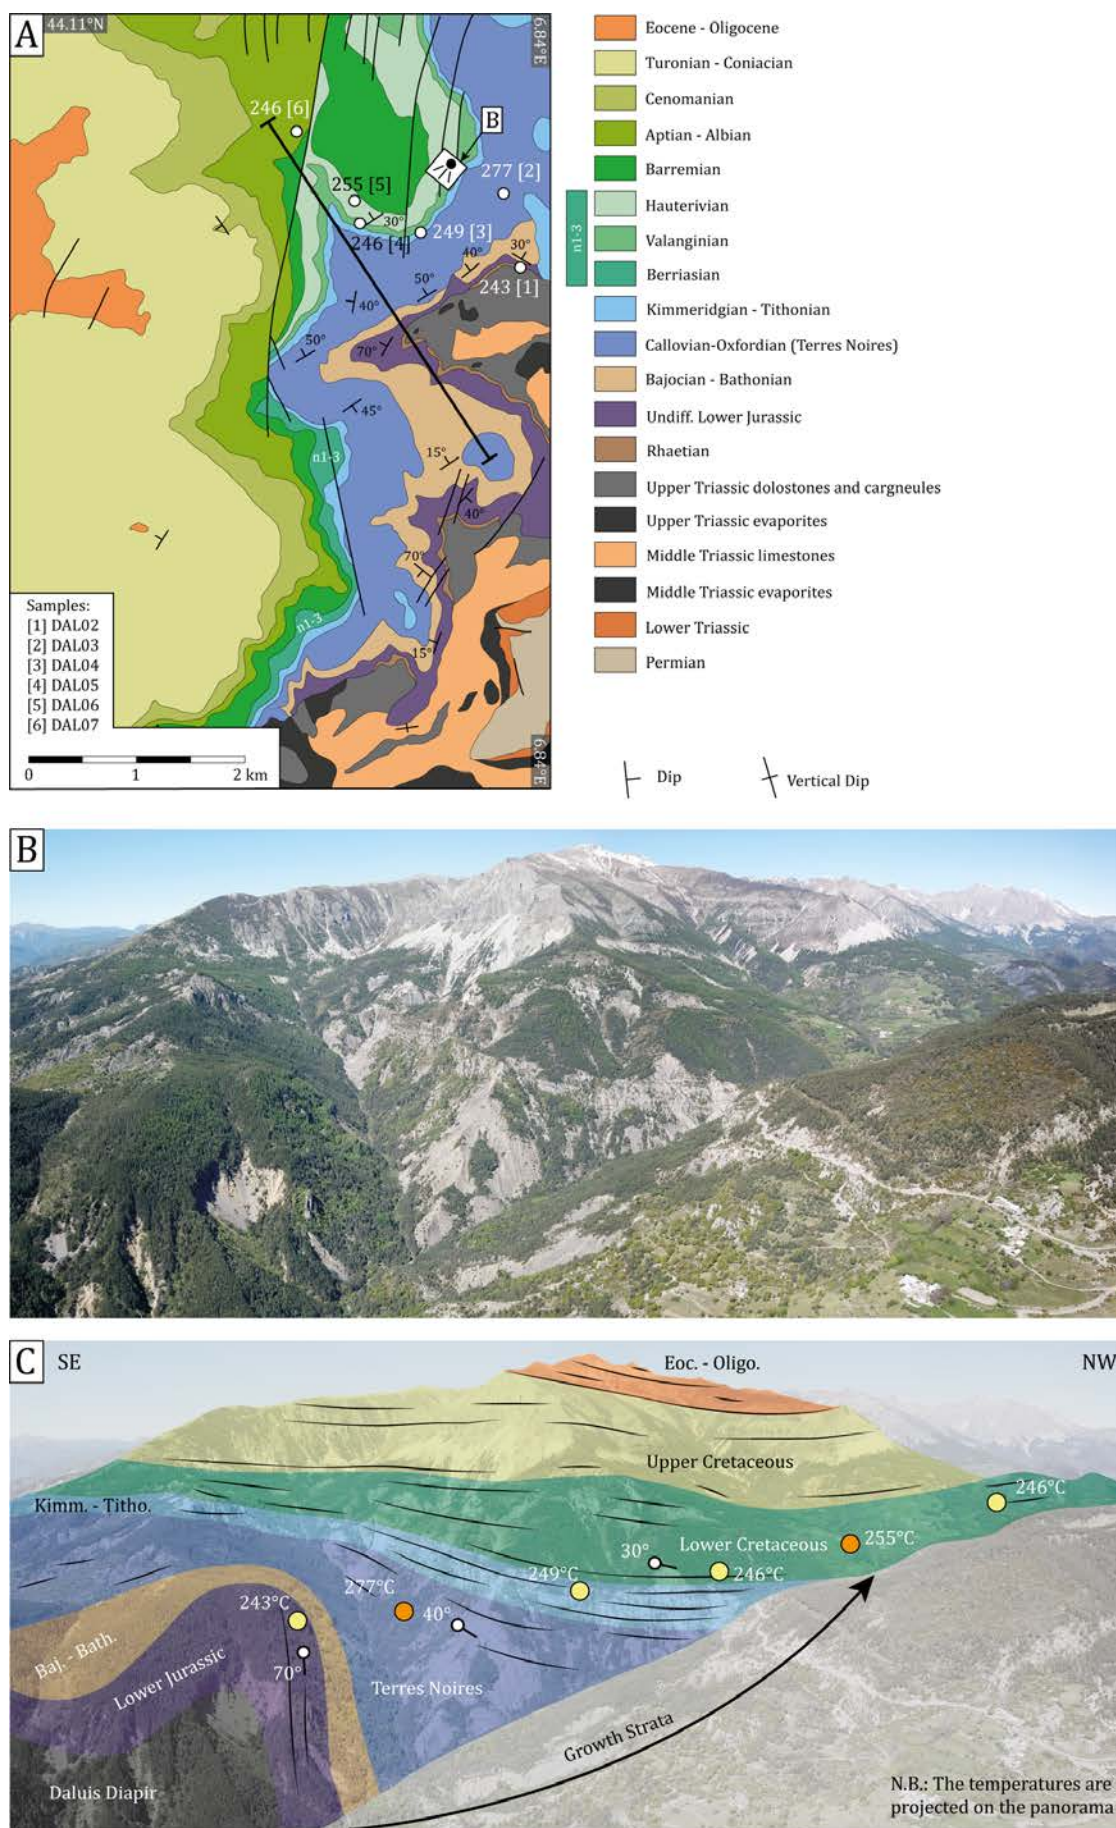 A
44.11°N
6.84°E
246 [6]
B
277 [2]
255 [5]
30°
246 [4]
249 [3]
30°
40°
243 [1]
50°
40°
50°
70°
45°
n1-3
15°
40°
70°
n1-3
15°
6.84°E
Samples:
[1] DAL02
[2] DAL03
[3] DAL04
[4] DAL05
[5] DAL06
[6] DAL07
0 1 2 km
Eocene - Oligocene
Turonian - Coniacian
Cenomanian
Aptian - Albian
Barremian
n1-3
Hauterivian
Valanginian
Berriasian
Kimmeridgian - Tithonian
Callovian-Oxfordian (Terres Noires)
Bajocian - Bathonian
Undiff. Lower Jurassic
Rhaetian
Upper Triassic dolostones and cargneules
Upper Triassic evaporites
Middle Triassic limestones
Middle Triassic evaporites
Lower Triassic
Permian
Dip
Vertical Dip
B
C
SE
Eoc. - Oligo.
NW
Upper Cretaceous
246°C
Kimm. - Titho.
Lower Cretaceous
255°C
30°
246°C
249°C
277°C
243°C
40°
Baj. - Bath.
Lower Jurassic
70°
Terres Noires
Growth Strata
Daluis Diapir
N.B.: The temperatures are
projected on the panorama